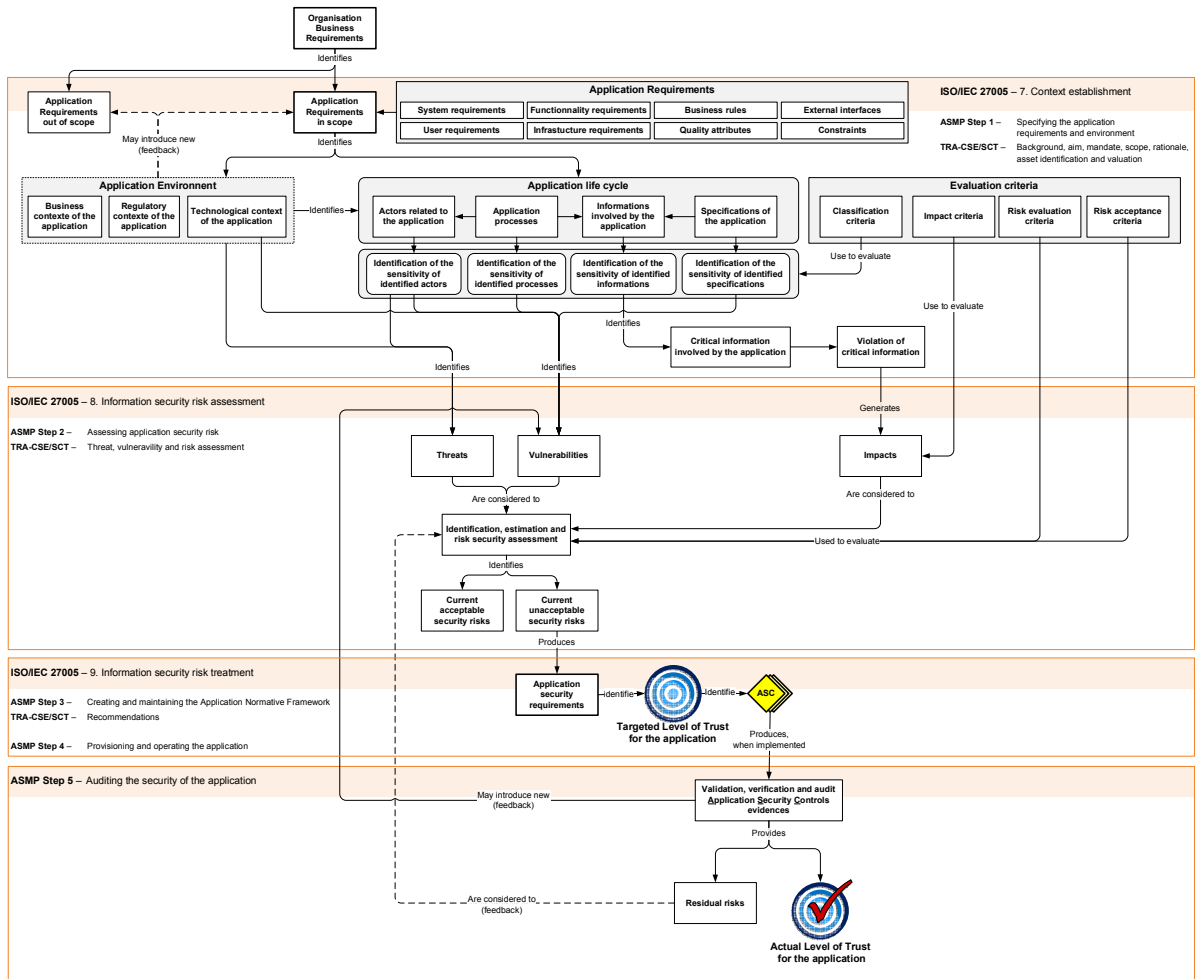 Organisation
Business
Requirements
Identifies
Application
Requirements
out of scope
Application
Requirements
in scope
Application Requirements
System requirements
Functionnality requirements
Business rules
External interfaces
User requirements
Infrastucture requirements
Quality attributes
Constraints
ISO/IEC 27005 – 7. Context establishment
ASMP Step 1 – Specifying the application
requirements and environment
TRA-CSE/SCT – Background, aim, mandate, scope, rationale,
asset identification and valuation
May introduce new
(feedback)
Identifies
Application Environment
Business
contexte of the
application
Regulatory
contexte of the
application
Technological context
of the application
Identifies
Application life cycle
Actors related to
the application
Application
processes
Informations
involved by the
application
Specifications of
the application
Evaluation criteria
Classification
criteria
Impact criteria
Risk evaluation
criteria
Risk acceptance
criteria
Identification of the
sensitivity of
identified actors
Identification of the
sensitivity of
identified processes
Identification of the
sensitivity of identified
informations
Identification of the
sensitivity of identified
specifications
Use to evaluate
Use to evaluate
Identifies
Critical information
involved by the application
Violation of
critical information
Identifies
Identifies
ISO/IEC 27005 – 8. Information security risk assessment
ASMP Step 2 – Assessing application security risk
TRA-CSE/SCT – Threat, vulneravility and risk assessment
Generates
Threats
Vulnerabilities
Impacts
Are considered to
Are considered to
Identification, estimation and
risk security assessment
Used to evaluate
Identifies
Current
acceptable
security risks
Current
unacceptable
security risks
Produces
ISO/IEC 27005 – 9. Information security risk treatment
ASMP Step 3 – Creating and maintaining the Application Normative Framework
TRA-CSE/SCT – Recommendations
ASMP Step 4 – Provisioning and operating the application
Application
security
requirements
Identifie
Targeted Level of Trust
for the application
Identifie
ASC
Produces,
when implemented
ASMP Step 5 – Auditing the security of the application
May introduce new
(feedback)
Validation, verification and audit
Application Security Controls
evidences
Provides
Are considered to
(feedback)
Residual risks
Actual Level of Trust
for the application